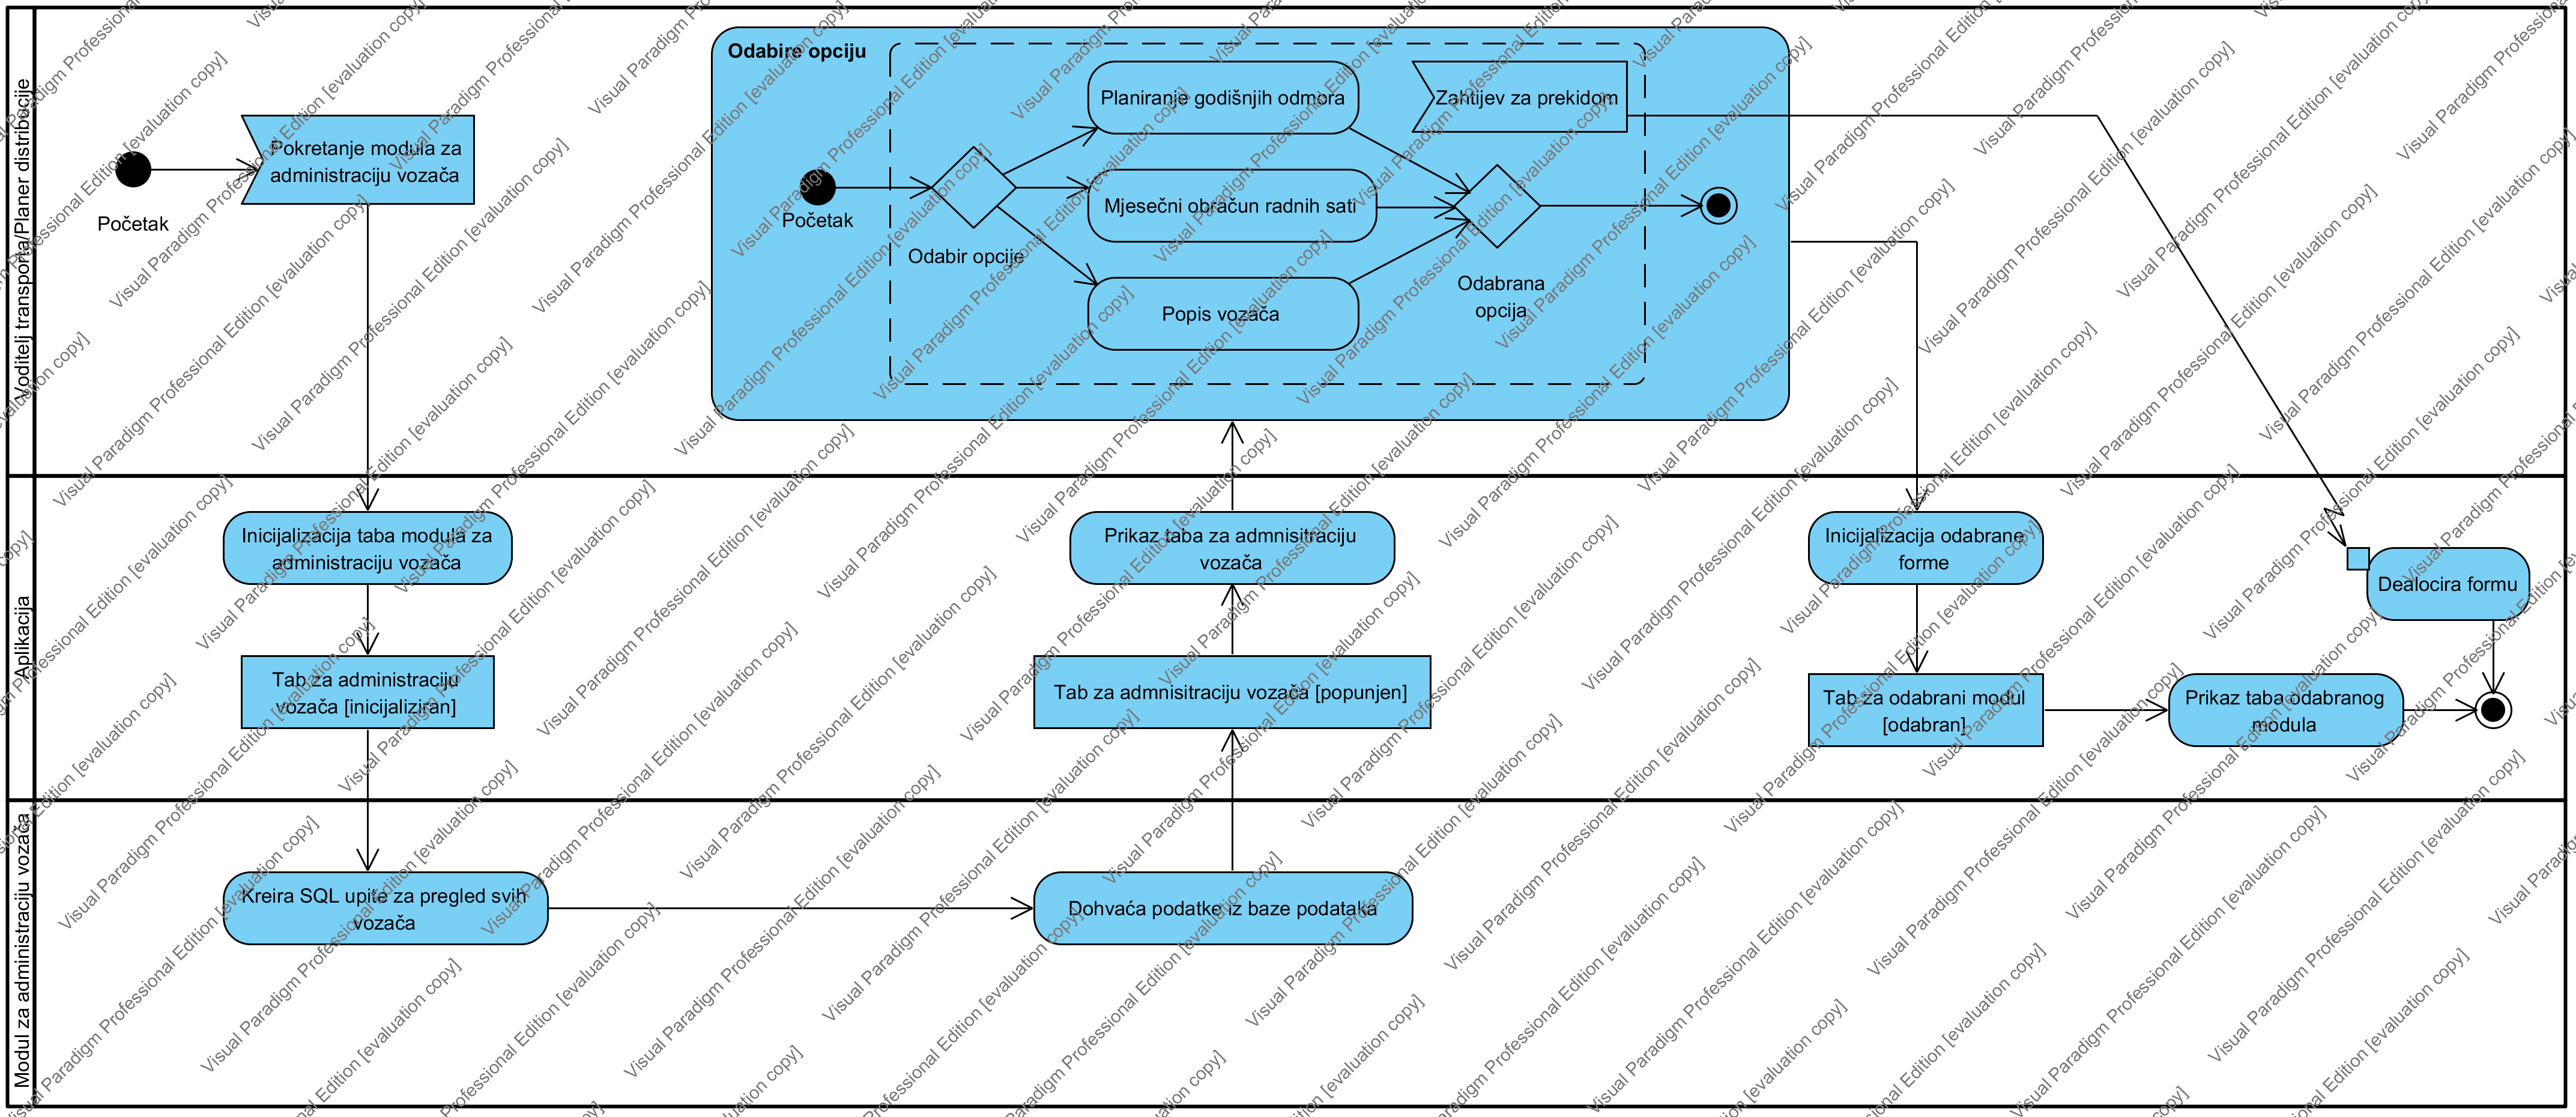 Voditelj transporta/Planer distribucije
Početak
Pokretanje modula za
administraciju vozača
Odabire opciju
Početak
Odabir opcije
Planiranje godišnjih odmora
Mjesečni obračun radnih sati
Popis vozača
Zahtijev za prekidom
Odabrana
opcija
Aplikacija
Inicijalizacija taba modula za
administraciju vozača
Tab za administraciju
vozača [inicijaliziran]
Prikaz taba za admnisitraciju
vozača
Tab za admnisitraciju vozača [popunjen]
Inicijalizacija odabrane
forme
Tab za odabrani modul
[odabran]
Prikaz taba odabranog
modula
Dealocira formu
Modul za administraciju vozača
Kreira SQL upite za pregled svih
vozača
Dohvaća podatke iz baze podataka
Visual Paradigm Professional Edition [evaluation copy]